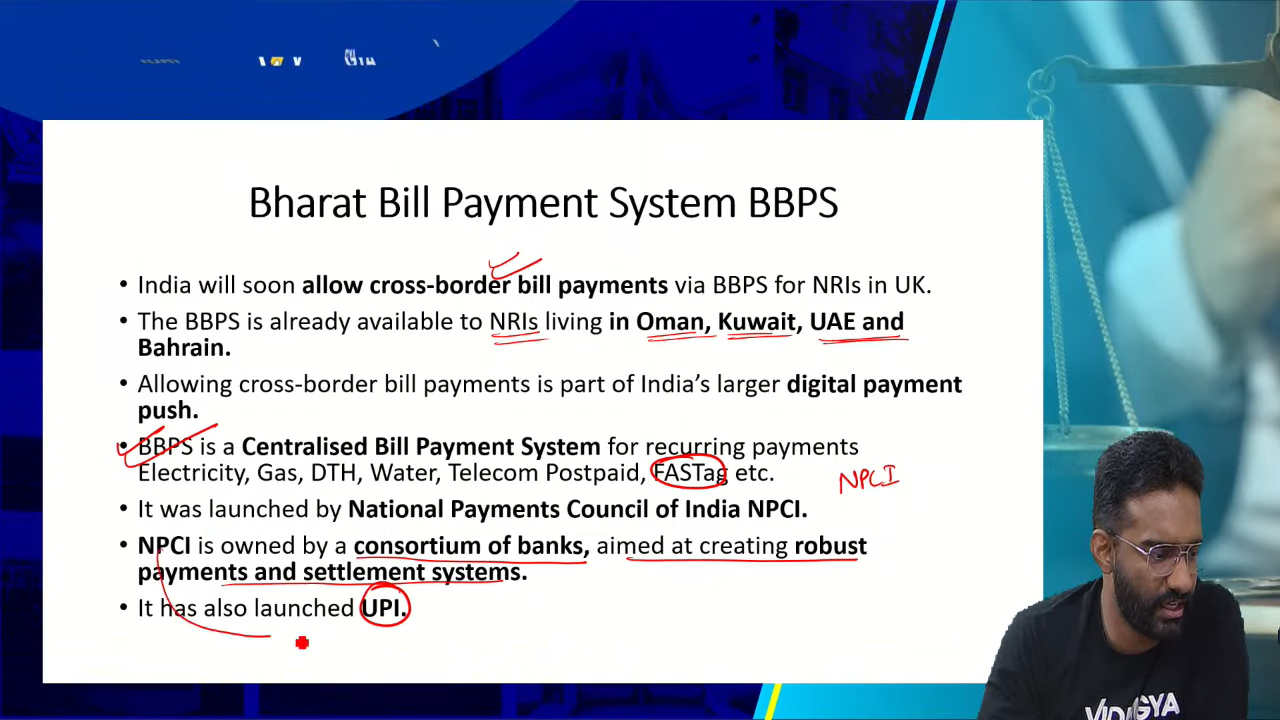 Bharat Bill Payment System BBPS
• India will soon allow cross-border bill payments via BBPS for NRIs in UK.
• The BBPS is already available to NRIs living in Oman, Kuwait, UAE and
Bahrain.
• Allowing cross-border bill payments is part of India's larger digital payment
push.
• BBPS is a Centralised Bill Payment System for recurring payments
Electricity, Gas, DTH, Water, Telecom Postpaid, FASTag etc.
NPCI
• It was launched by National Payments Council of India NPCI.
• NPCI is owned by a consortium of banks, aimed at creating robust
payments and settlement systems.
• It has also launched UPI.